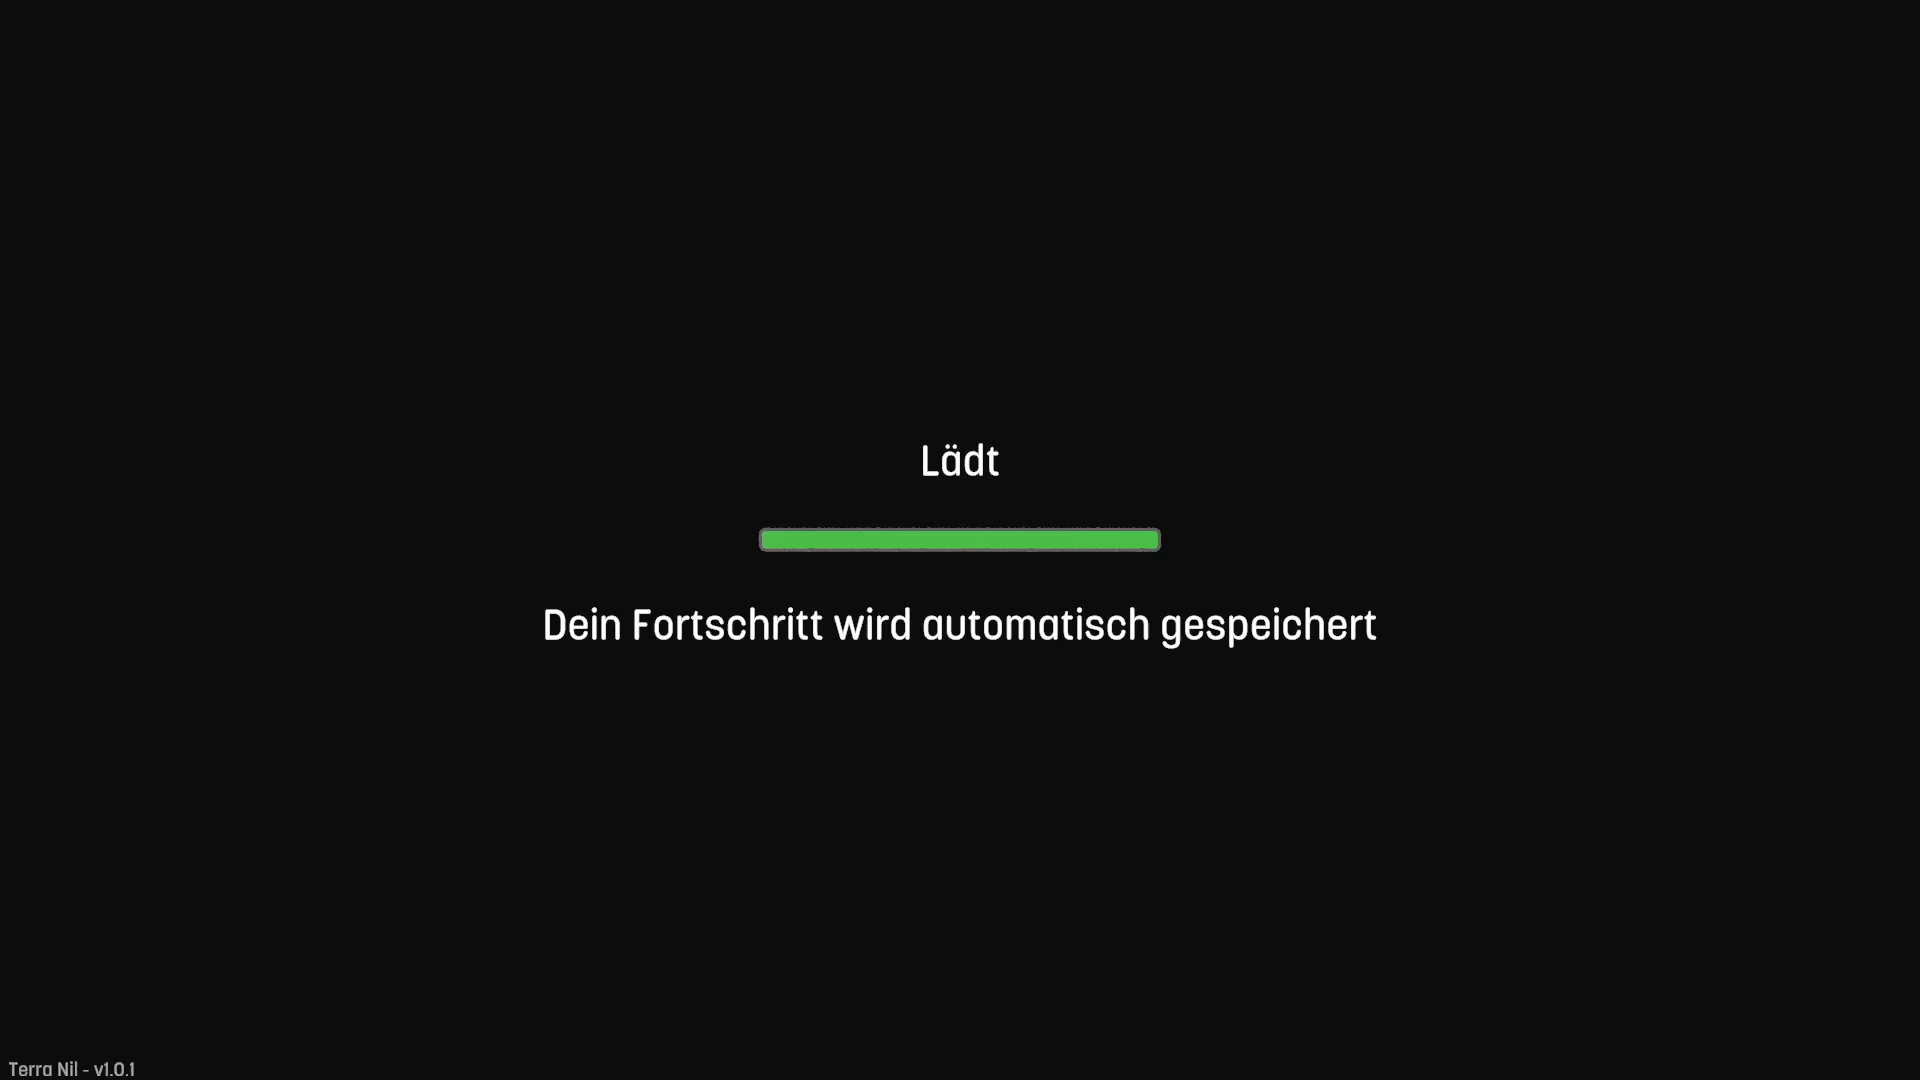 Lädt
Dein Fortschritt wird automatisch gespeichert
Terra Nil - v1.0.1